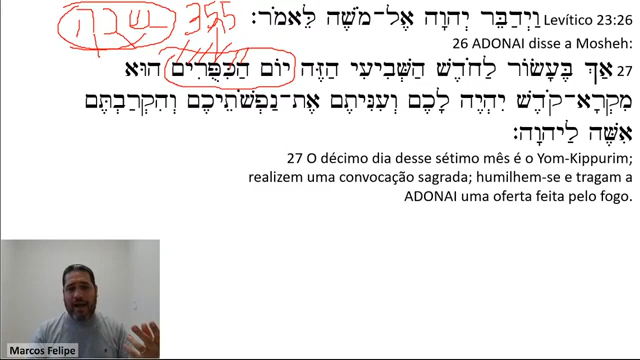 וַיְדַבֵּר יְהוָה אֶל־מֹשֶׁה לֵּאמֹר׃ Levítico 23:26
26 ADONAI disse a Mosheh:
אַךְ בֶּעָשׂוֹר לַחֹדֶשׁ הַשְּׁבִיעִי הַזֶּה יוֹם הַכִּפֻּרִים הוּא 27
מִקְרָא־קֹדֶשׁ יִהְיֶה לָכֶם וְעִנִּיתֶם אֶת־נַפְשֹׁתֵיכֶם וְהִקְרַבְתֶּם
אִשֶּׁה לַיהוָה׃
27 O décimo dia desse sétimo mês é o Yom-Kippurim;
realizem uma convocação sagrada; humilhem-se e tragam a
ADONAI uma oferta feita pelo fogo.
355
שנה
Marcos Felipe